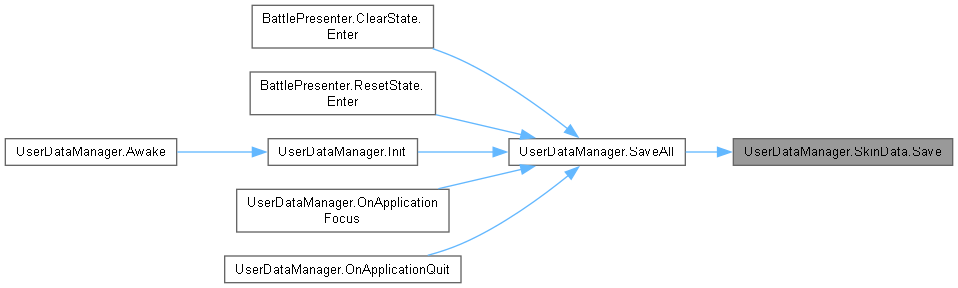 BattlePresenter.ClearState.
Enter
BattlePresenter.ResetState.
Enter
UserDataManager.Awake
UserDataManager.Init
UserDataManager.SaveAll
UserDataManager.SkinData.Save
UserDataManager.OnApplication
Focus
UserDataManager.OnApplicationQuit